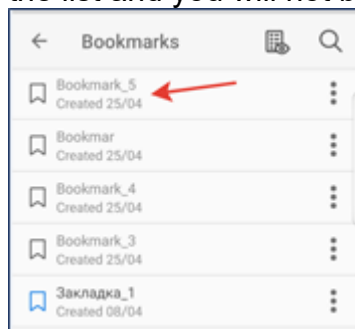 Bookmarks
Bookmark_5
Created 25/04
Bookmar
Created 25/04
Bookmark_4
Created 25/04
Bookmark_3
Created 25/04
Закладка_1
Created 08/04